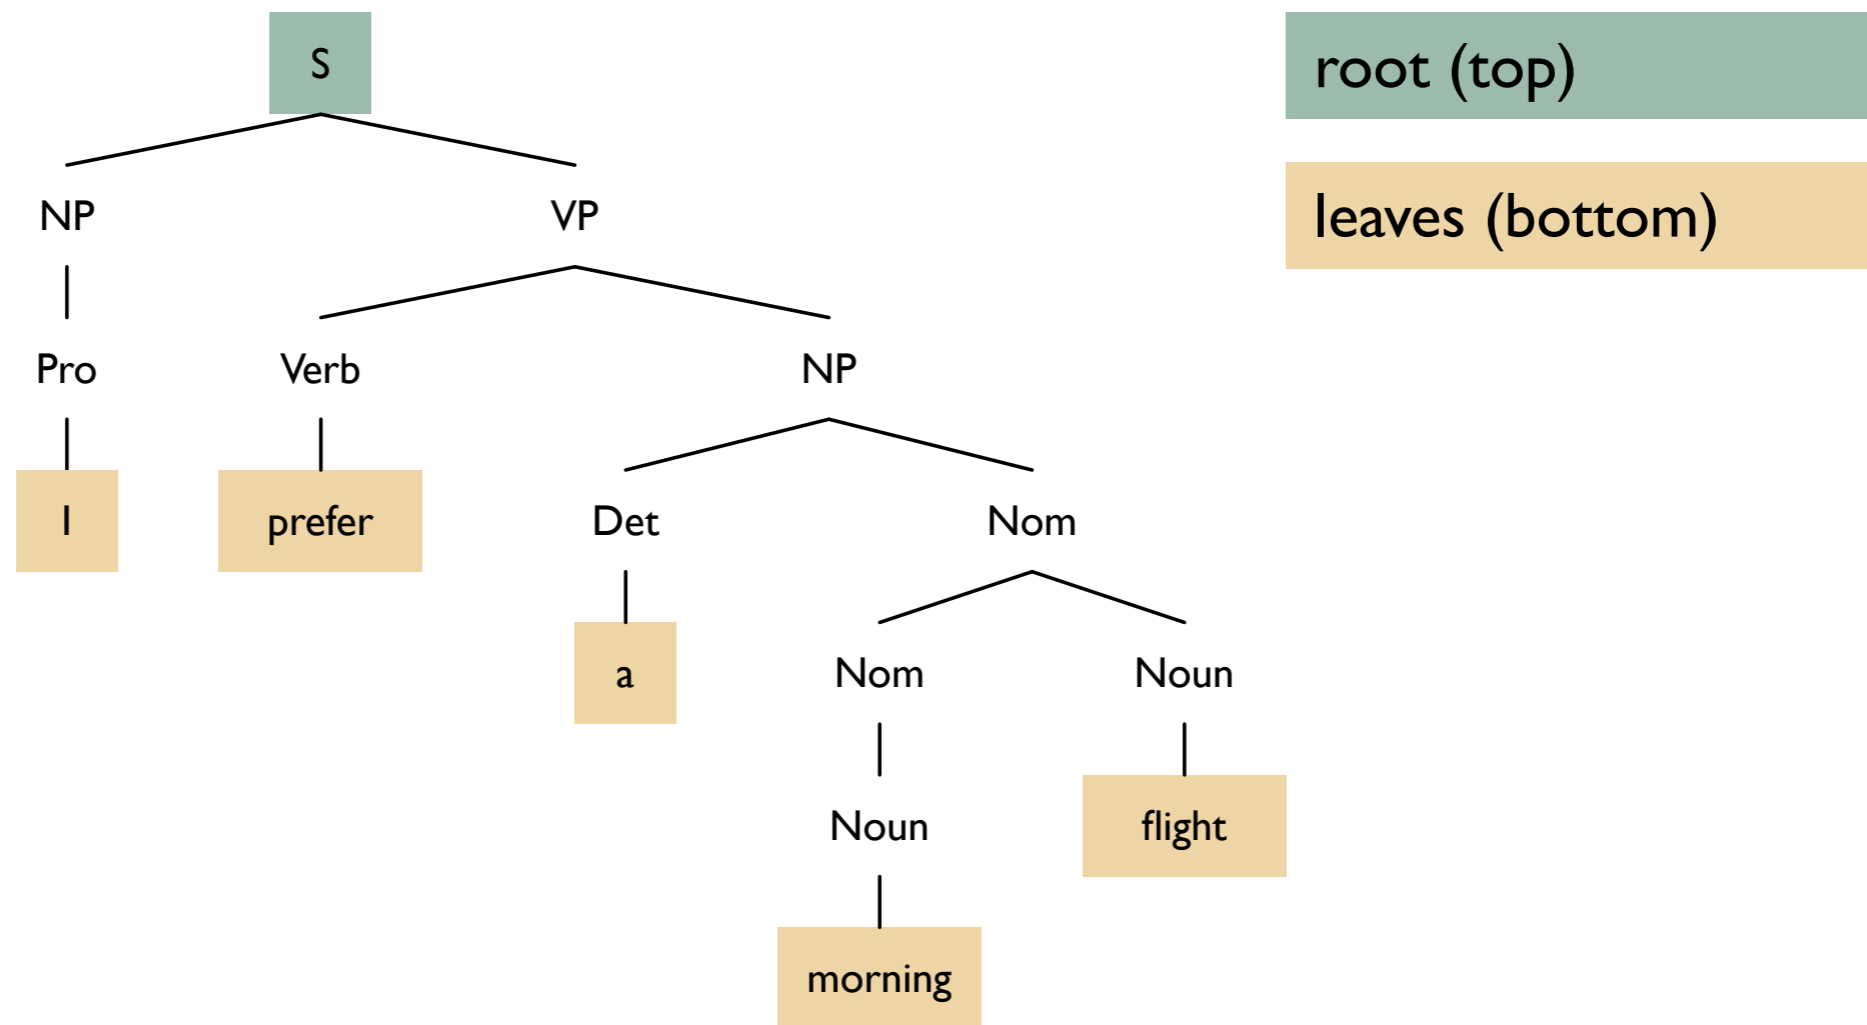 S
root (top)
NP VP
leaves (bottom)
Pro Verb NP
I prefer Det Nom
a Nom Noun
Noun flight
morning